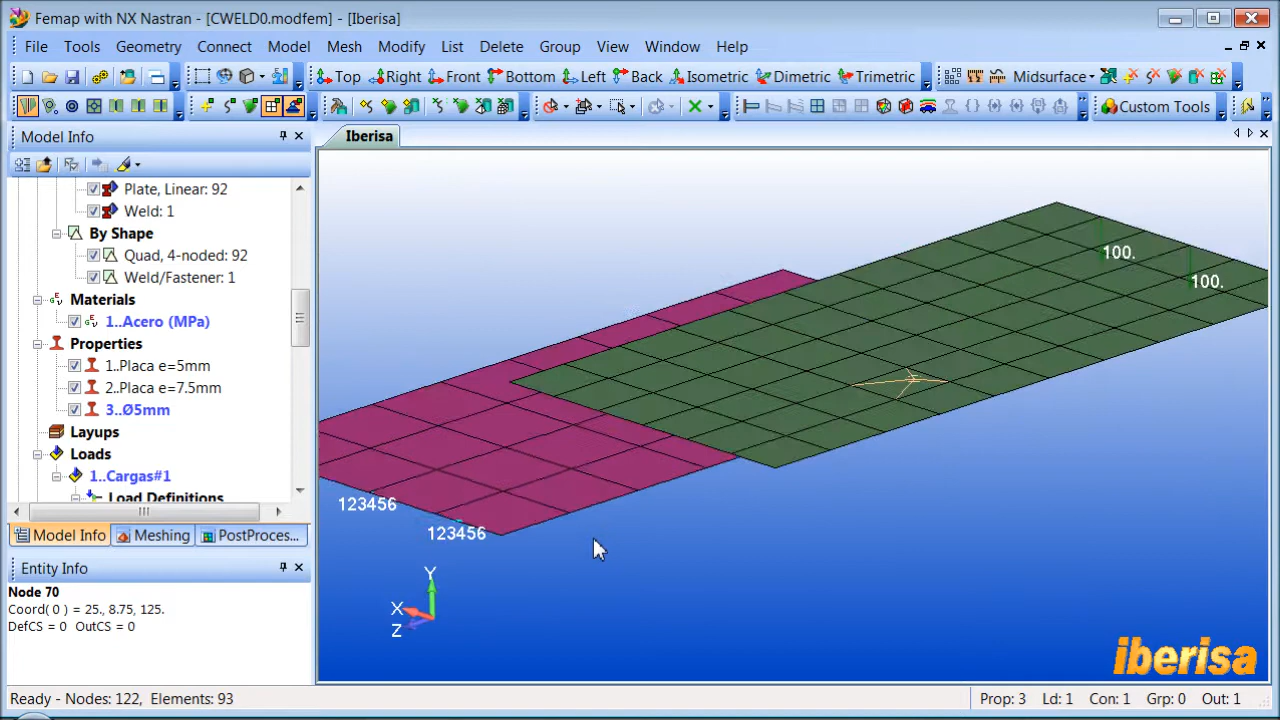 Femap with NX Nastran - [CWELD0.modfem] - [Iberisa]
File Tools Geometry Connect Model Mesh Modify List Delete Group View Window Help
Top Right Front Bottom Left Back Isometric Dimetric Trimetric Midsurface
Custom Tools
Model Info
Iberisa
Plate, Linear: 92
Weld: 1
By Shape
Quad, 4-noded: 92
Weld/Fastener: 1
Materials
1..Acero (MPa)
Properties
1..Placa e=5mm
2..Placa e=7.5mm
3..Ø5mm
Layups
Loads
1..Cargas#1
Load Definitions
Model Info Meshing PostProces...
Entity Info
Node 70
Coord( 0 ) = 25., 8.75, 125.
DefCS = 0 OutCS = 0
100.
100.
123456
123456
Y
X
Z
iberisa
Ready - Nodes: 122, Elements: 93
Prop: 3 Ld: 1 Con: 1 Grp: 0 Out: 1